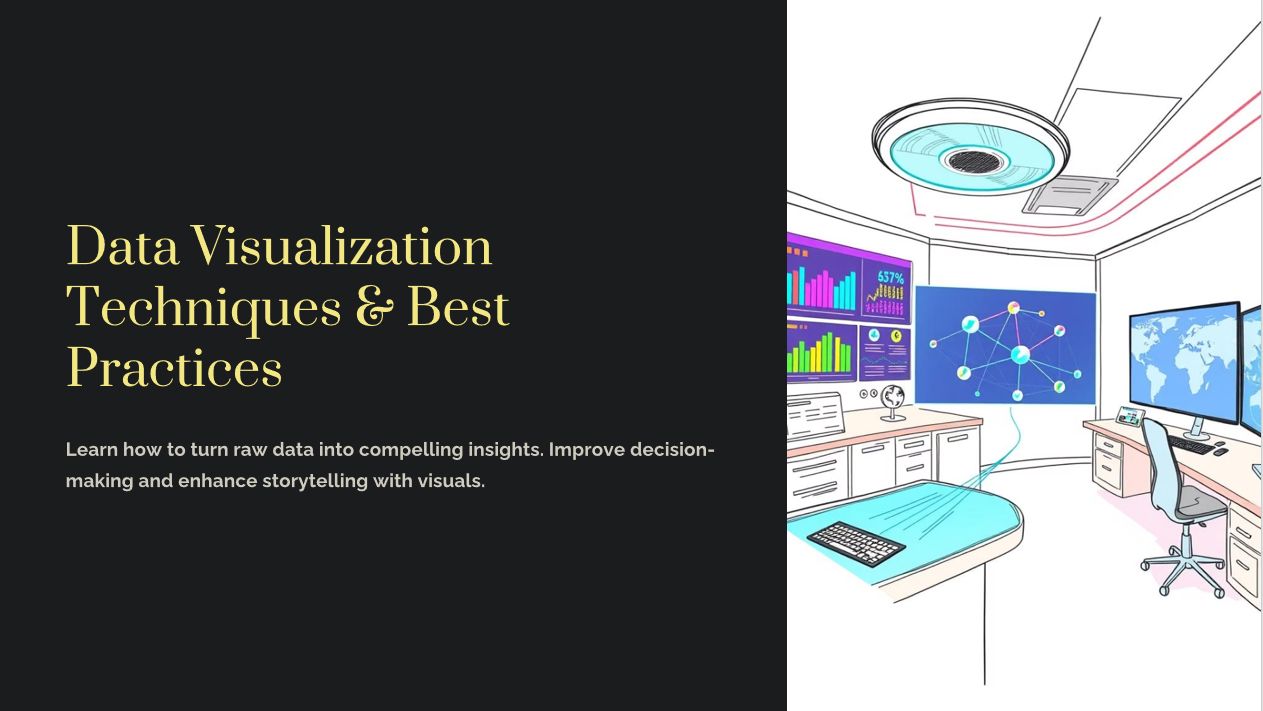 Data Visualization
Techniques & Best
Practices
Learn how to turn raw data into compelling insights. Improve decision-
making and enhance storytelling with visuals.
637%